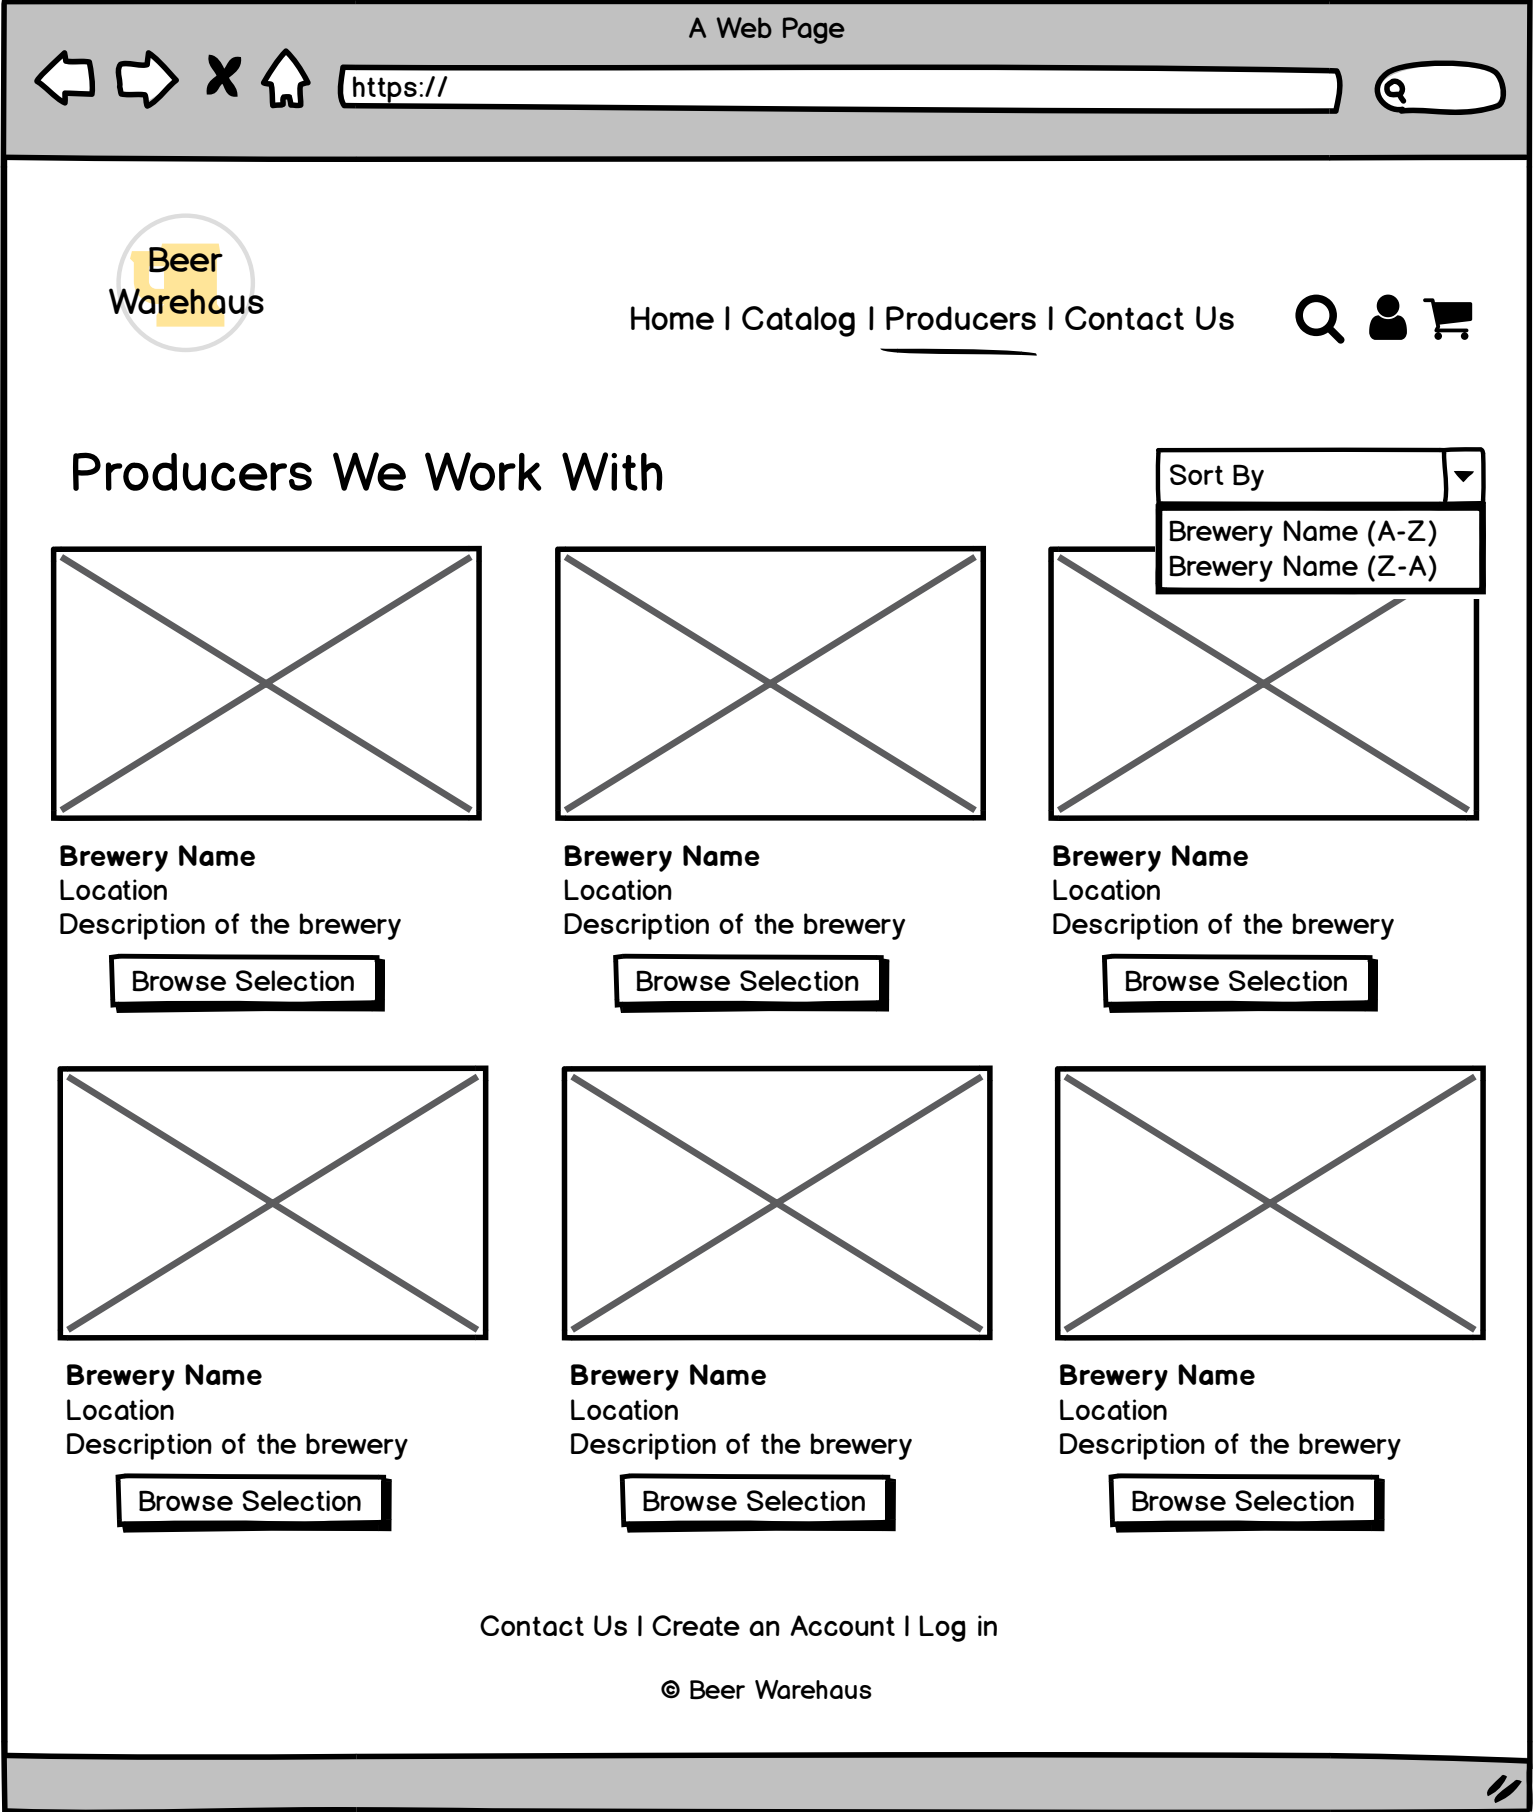 A Web Page
https://
Beer
Warehaus
Home | Catalog | Producers | Contact Us
Producers We Work With
Sort By
Brewery Name (A-Z)
Brewery Name (Z-A)
Brewery Name
Location
Description of the brewery
Browse Selection
Brewery Name
Location
Description of the brewery
Browse Selection
Brewery Name
Location
Description of the brewery
Browse Selection
Brewery Name
Location
Description of the brewery
Browse Selection
Brewery Name
Location
Description of the brewery
Browse Selection
Brewery Name
Location
Description of the brewery
Browse Selection
Contact Us | Create an Account | Log in
© Beer Warehaus